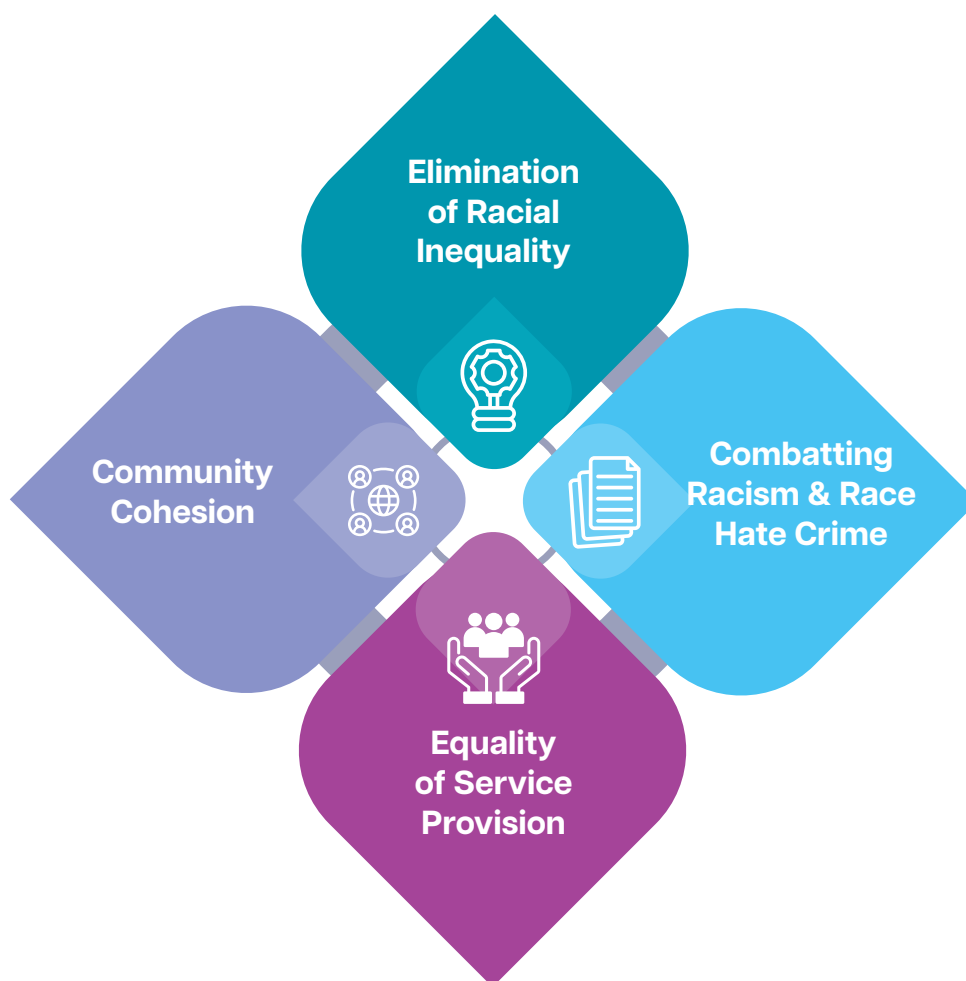 Elimination
of Racial
Inequality
Community
Cohesion
Combatting
Racism & Race
Hate Crime
Equality
of Service
Provision